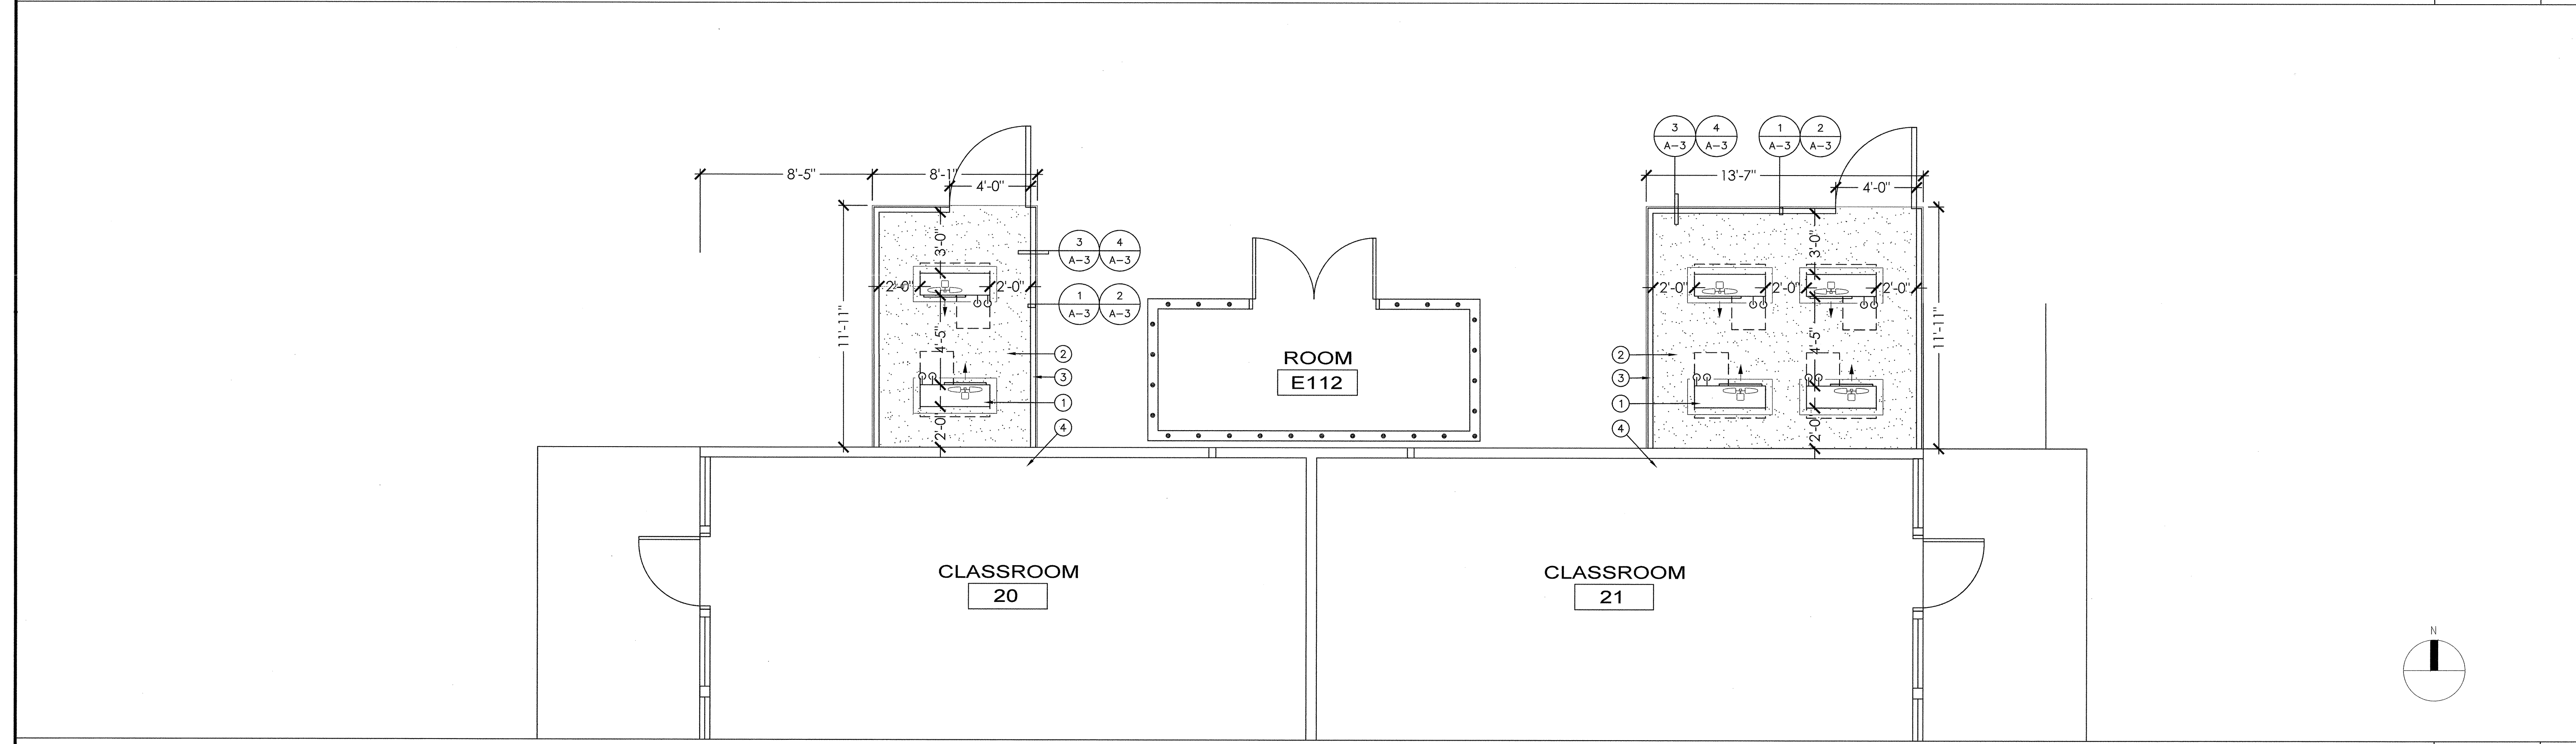 3 4 1 2
A-3 A-3 A-3 A-3
8'-5" 8'-1" 13'-7"
4'-0" 4'-0"
3'-0" 3'-0"
3 4
A-3 A-3
2'-0" 2'-0" 2'-0" 2'-0" 2'-0"
1 2
A-3 A-3
11'-11" 4'-5" 4'-5" 11'-11"
2 2
ROOM
E112
3 3
1 1
2'-0" 4 4 2'-0"
CLASSROOM CLASSROOM
20 21
N